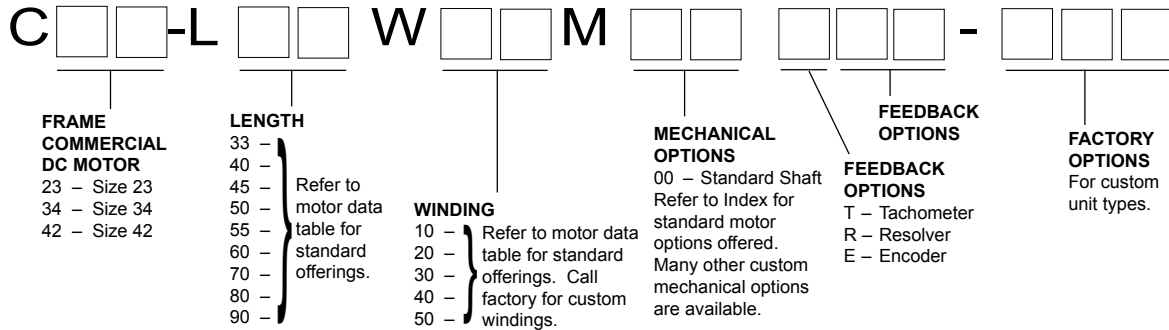 C -L W M -
FRAME
COMMERCIAL
DC MOTOR
23 – Size 23
34 – Size 34
42 – Size 42
LENGTH
33 –
40 –
45 –
50 –
55 –
60 –
70 –
80 –
90 –
Refer to
motor data
table for
standard
offerings.
WINDING
10 –
20 –
30 –
40 –
50 –
Refer to motor data
table for standard
offerings. Call
factory for custom
windings.
MECHANICAL
OPTIONS
00 – Standard Shaft
Refer to Index for
standard motor
options offered.
Many other custom
mechanical options
are available.
FEEDBACK
OPTIONS
T – Tachometer
R – Resolver
E – Encoder
FEEDBACK
OPTIONS
FACTORY
OPTIONS
For custom
unit types.